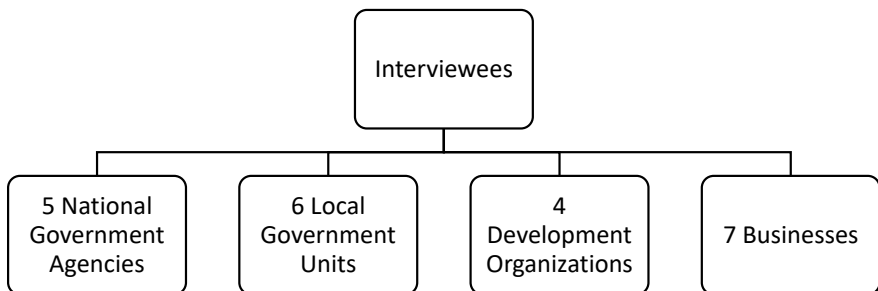 Interviewees
5 National
Government
Agencies
6 Local
Government
Units
4
Development
Organizations
7 Businesses